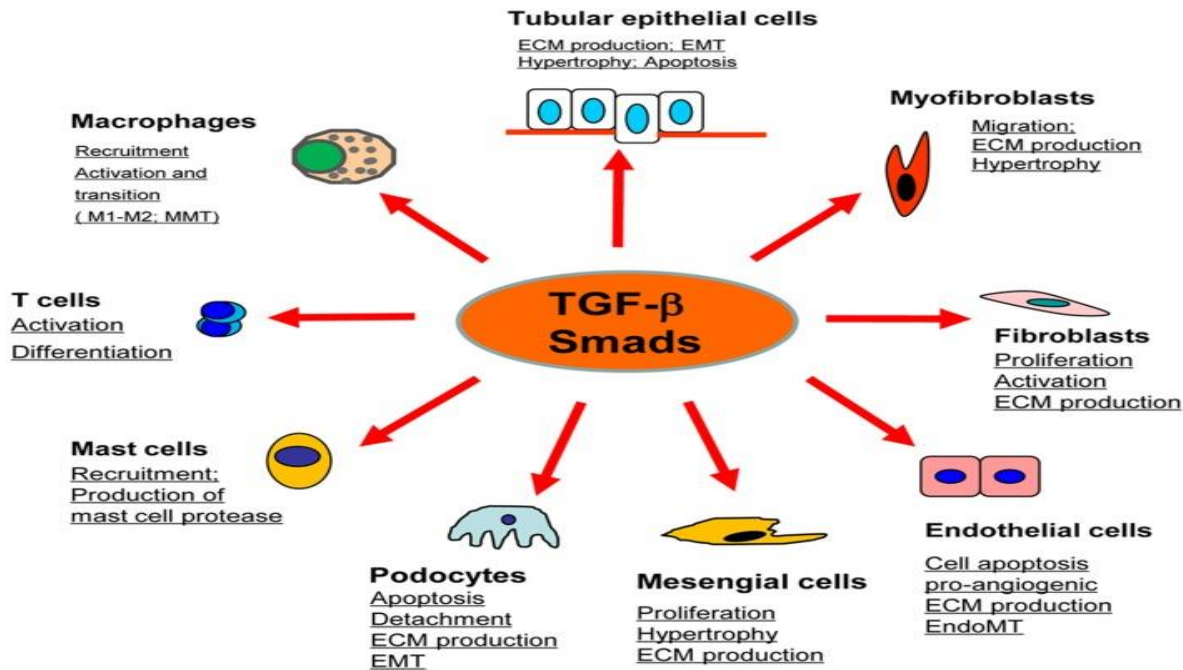 Tubular epithelial cells
ECM production; EMT
Hypertrophy; Apoptosis
Macrophages
Recruitment
Activation and
transition
( M1-M2; MMT)
Myofibroblasts
Migration;
ECM production
Hypertrophy
T cells
Activation
Differentiation
TGF-β
Smads
Fibroblasts
Proliferation
Activation
ECM production
Mast cells
Recruitment;
Production of
mast cell protease
Podocytes
Apoptosis
Detachment
ECM production
EMT
Mesengial cells
Proliferation
Hypertrophy
ECM production
Endothelial cells
Cell apoptosis
pro-angiogenic
ECM production
EndoMT